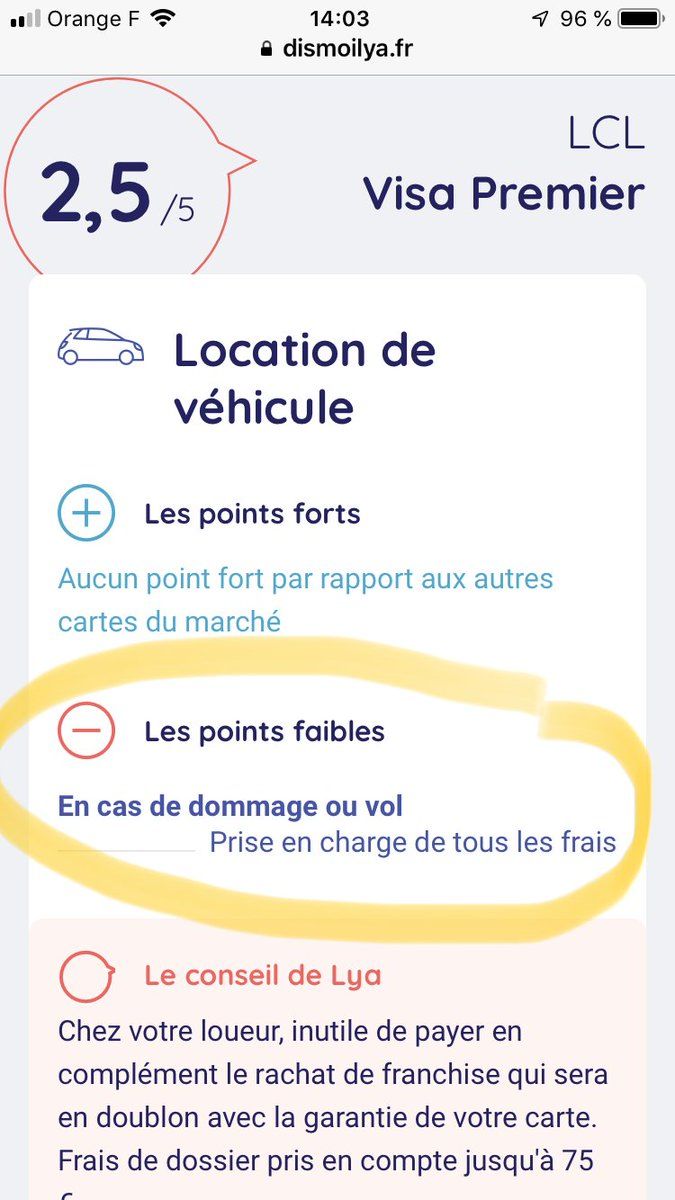 Orange F 14:03 96 %
dismoilya.fr
LCL
2,5 /5 Visa Premier
Location de
véhicule
Les points forts
Aucun point fort par rapport aux autres
cartes du marché
Les points faibles
En cas de dommage ou vol
Prise en charge de tous les frais
Le conseil de Lya
Chez votre loueur, inutile de payer en
complément le rachat de franchise qui sera
en doublon avec la garantie de votre carte.
Frais de dossier pris en compte jusqu'à 75